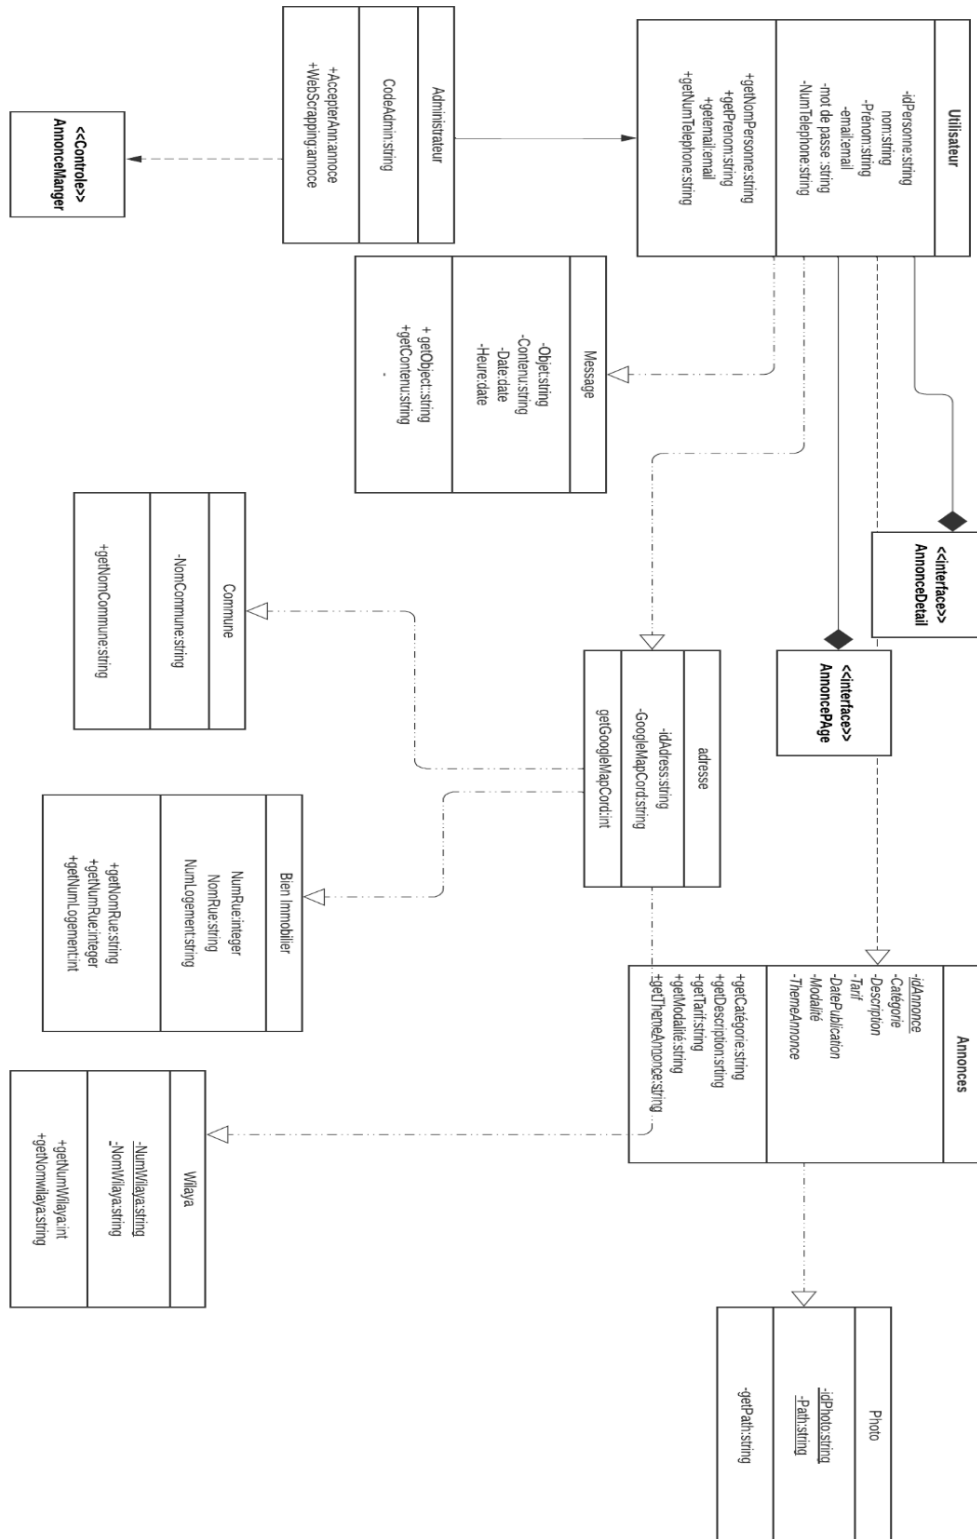 Utilisateur
-idPersonne:string
nom:string
-Prénom:string
-email:email
-mot de passe :string
-NumTelephone:string
+getNomPersonne:string
+getPrenom:string
+getemail:email
+getNumTelephone:string
Administrateur
CodeAdmin:string
+AccepterAnn:annoce
+WebScrapping:annoce
<<Controle>>
AnnonceManger
Message
-Objet:string
-Contenu:string
-Date:date
-Heure:date
+ getObject::string
+getContenu:string
-
<<interface>>
AnnonceDetail
<<interface>>
AnnoncePAge
adresse
-idAdress:string
-GoogleMapCord:string
getGoogleMapCord:int
Commune
-NomCommune:string
+getNomCommune:string
Bien Immobilier
NumRue:integer
NomRue:string
NumLogement:string
+getNomRue:string
+getNumRue:integer
+getNumLogement:int
Annonces
-idAnnonce
-Catégorie
-Description
-Tarif
-DatePublication
-Modalité
-ThemeAnnonce
+getCatégorie:string
+getDescription:srting
+getTarif:string
+getModalité:string
+getThemeAnnonce:string
Wilaya
-NumWilaya:string
-NomWilaya:string
+getNumWilaya:int
+getNomwilaya:string
Photo
-idPhoto:string
-Path:string
-getPath:string